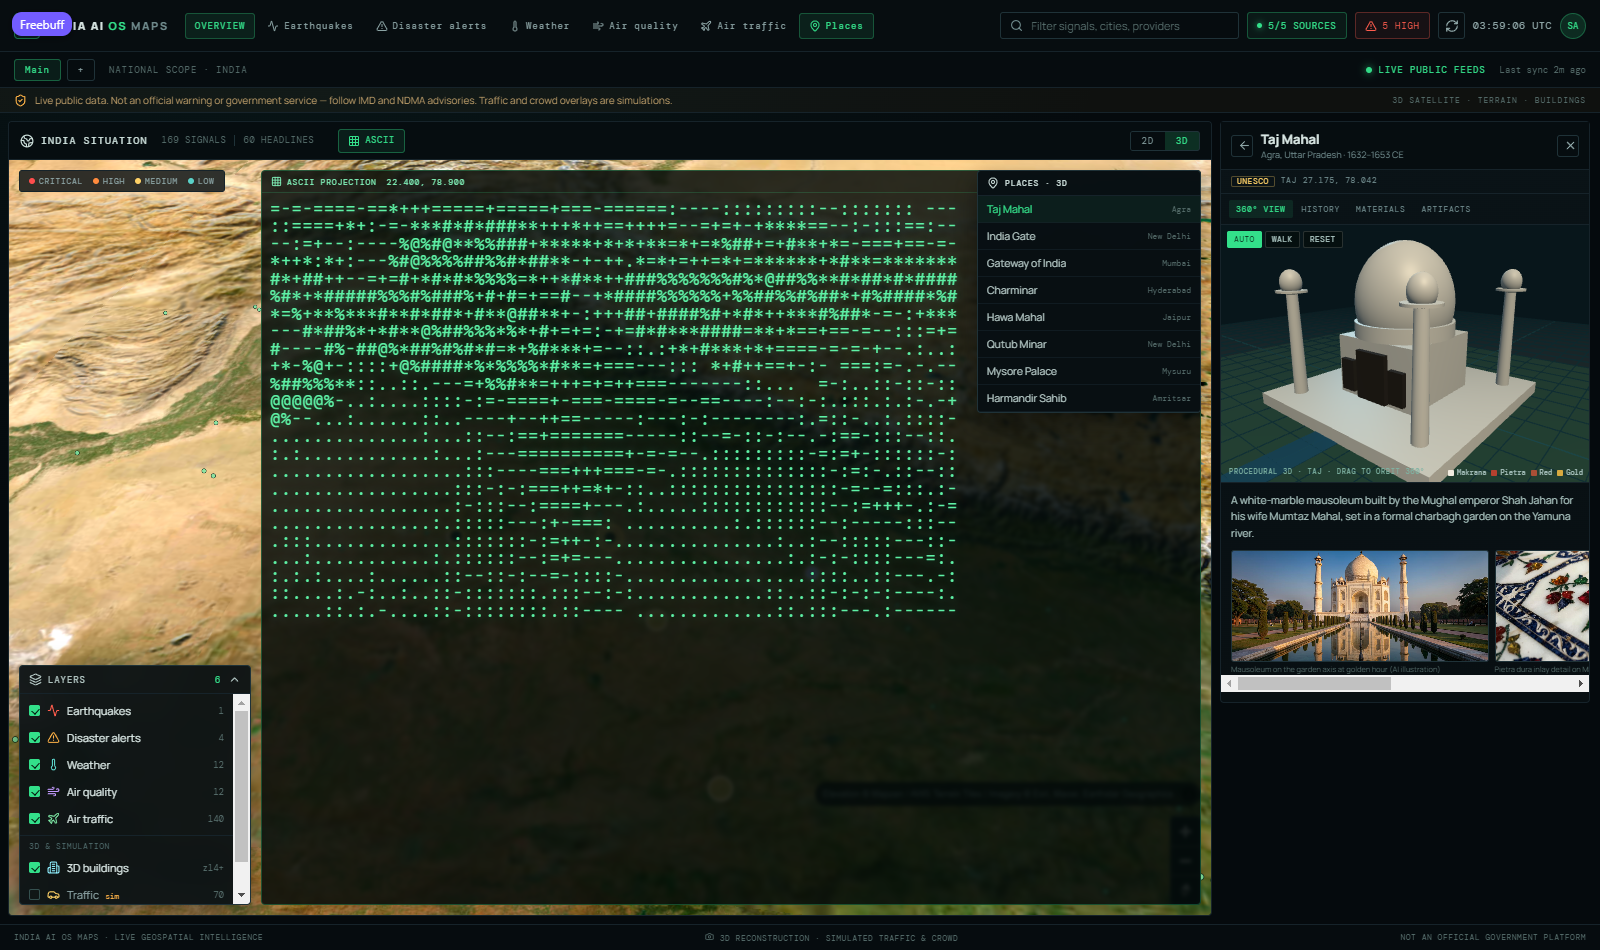 Freebuff
IA AI OS MAPS
OVERVIEW
Earthquakes
Disaster alerts
Weather
Air quality
Air traffic
Places
Filter signals, cities, providers
5/5 SOURCES
5 HIGH
03:59:06 UTC
SA
Main
+
NATIONAL SCOPE · INDIA
LIVE PUBLIC FEEDS
Last sync 2m ago
Live public data. Not an official warning or government service — follow IMD and NDMA advisories. Traffic and crowd overlays are simulations.
3D SATELLITE · TERRAIN · BUILDINGS
INDIA SITUATION
169 SIGNALS
60 HEADLINES
ASCII
2D
3D
CRITICAL
HIGH
MEDIUM
LOW
ASCII PROJECTION 22.400, 78.900
PLACES · 3D
Taj Mahal Agra
India Gate New Delhi
Gateway of India Mumbai
Charminar Hyderabad
Hawa Mahal Jaipur
Qutub Minar New Delhi
Mysore Palace Mysuru
Harmandir Sahib Amritsar
LAYERS 6
Earthquakes 1
Disaster alerts 4
Weather 12
Air quality 12
Air traffic 140
3D & SIMULATION
3D buildings z14+
Traffic sim 70
Taj Mahal
Agra, Uttar Pradesh · 1632–1653 CE
UNESCO TAJ 27.175, 78.042
360° VIEW
HISTORY
MATERIALS
ARTIFACTS
AUTO
WALK
RESET
PROCEDURAL 3D · TAJ · DRAG TO ORBIT 360°
Makrana
Pietra
Red
Gold
A white-marble mausoleum built by the Mughal emperor Shah Jahan for
his wife Mumtaz Mahal, set in a formal charbagh garden on the Yamuna
river.
Mausoleum on the garden axis at golden hour (AI illustration)
Pietra dura inlay detail on M
INDIA AI OS MAPS · LIVE GEOSPATIAL INTELLIGENCE
3D RECONSTRUCTION · SIMULATED TRAFFIC & CROWD
NOT AN OFFICIAL GOVERNMENT PLATFORM